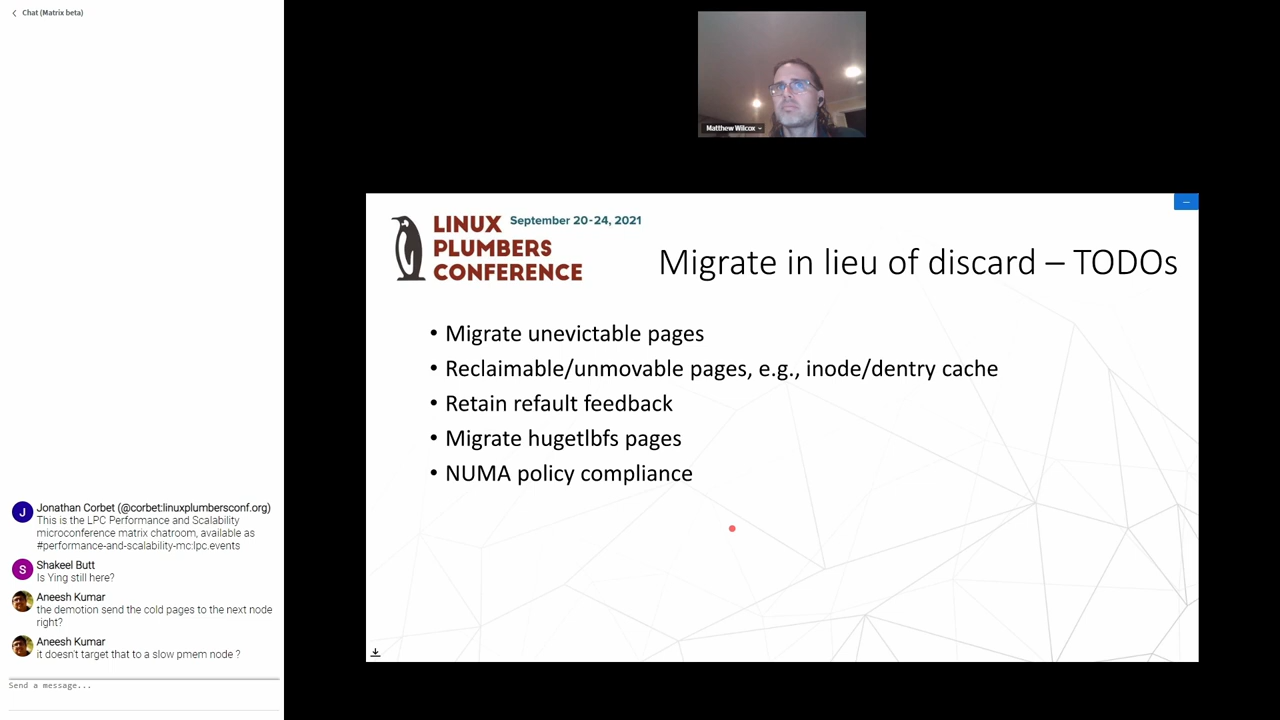 Chat (Matrix beta)
Jonathan Corbet (@corbet:linuxplumbersconf.org)
This is the LPC Performance and Scalability
microconference matrix chatroom, available as
#performance-and-scalability-mc:lpc.events
Shakeel Butt
Is Ying still here?
Aneesh Kumar
the demotion send the cold pages to the next node
right?
Aneesh Kumar
it doesn't target that to a slow pmem node ?
Send a message...
Matthew Wilcox
LINUX September 20-24, 2021
PLUMBERS
CONFERENCE
Migrate in lieu of discard – TODOs
• Migrate unevictable pages
• Reclaimable/unmovable pages, e.g., inode/dentry cache
• Retain refault feedback
• Migrate hugetlbfs pages
• NUMA policy compliance
J
S